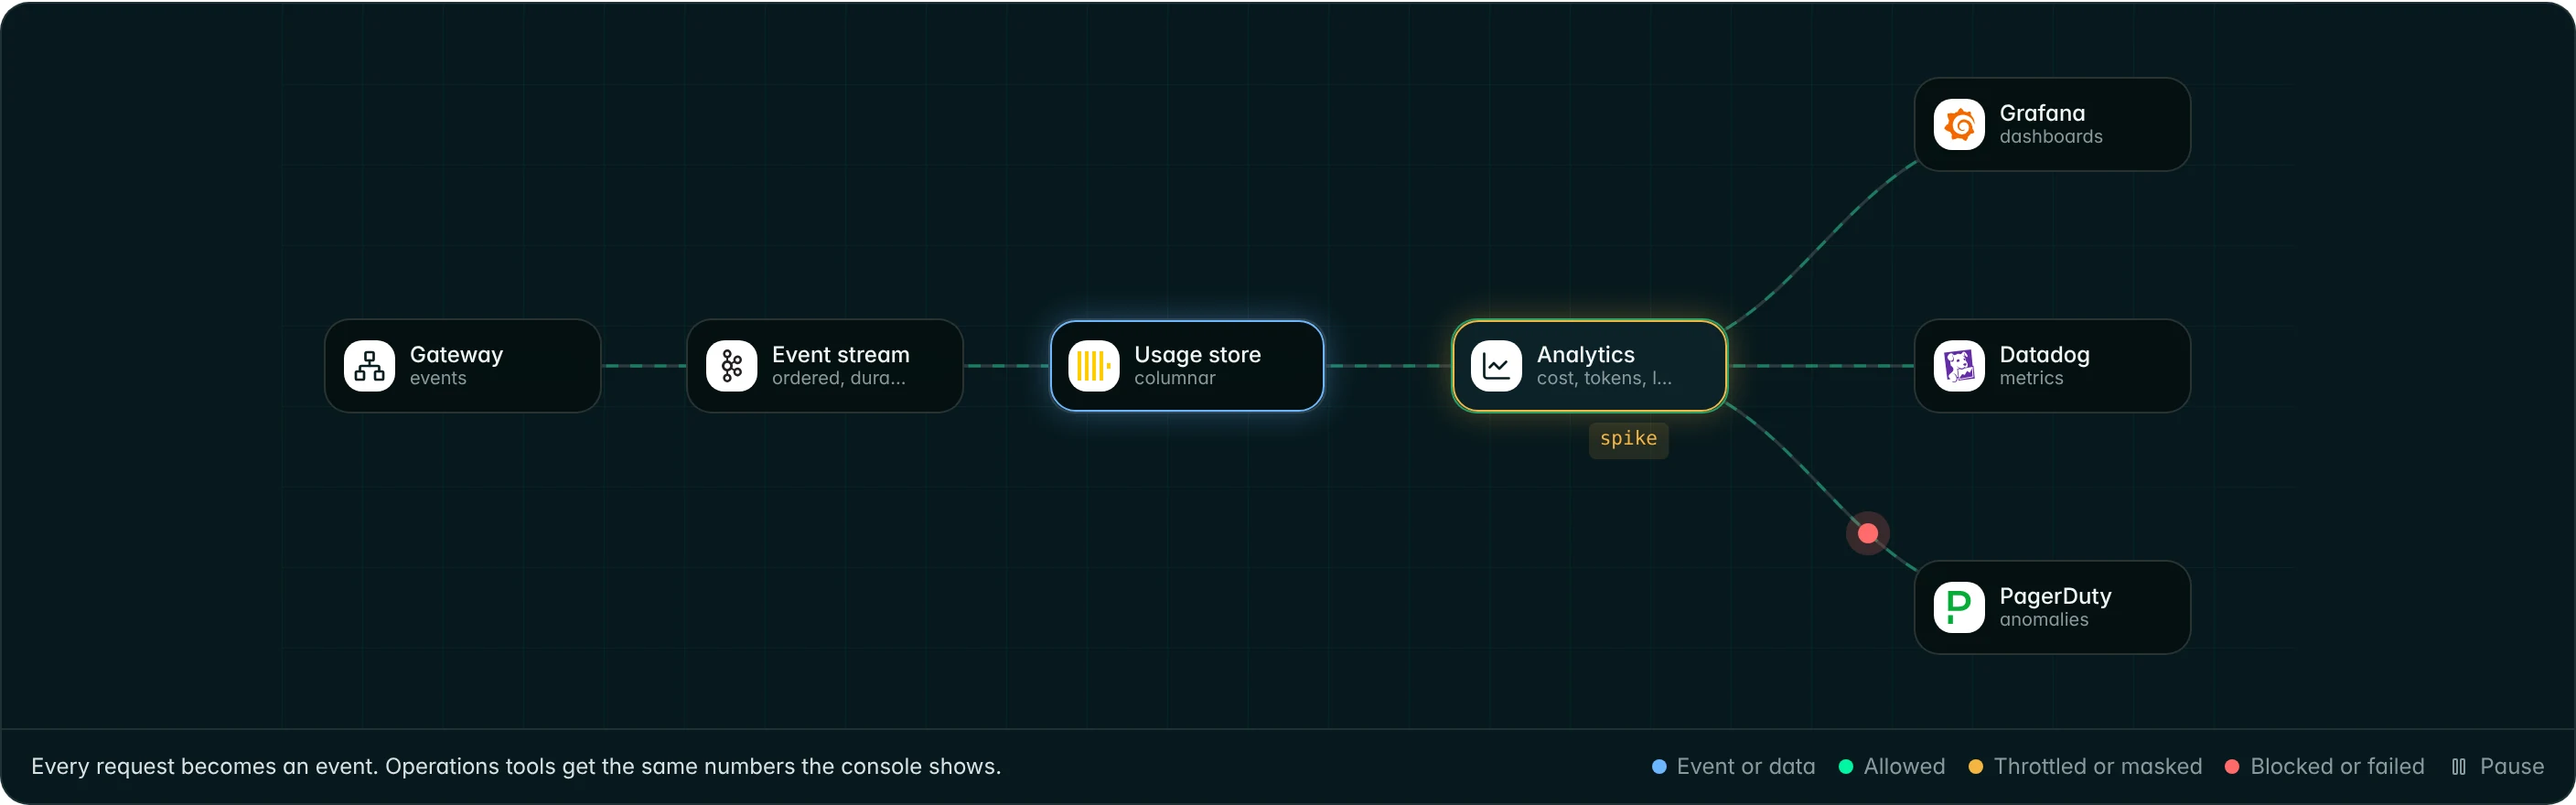 Grafana
dashboards
Gateway
events
Event stream
ordered, dura...
Usage store
columnar
Analytics
cost, tokens, l...
Datadog
metrics
spike
PagerDuty
anomalies
Every request becomes an event. Operations tools get the same numbers the console shows.
Event or data
Allowed
Throttled or masked
Blocked or failed
Pause